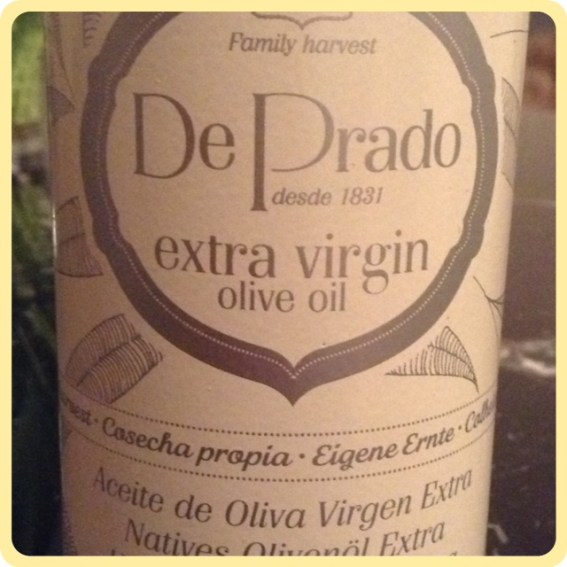 Family harvest
De Prado
desde 1831
extra virgin
olive oil
· Cosecha propia · Eigene Ernte ·
Aceite de Oliva Virgen Extra
Natives Olivenöl Extra